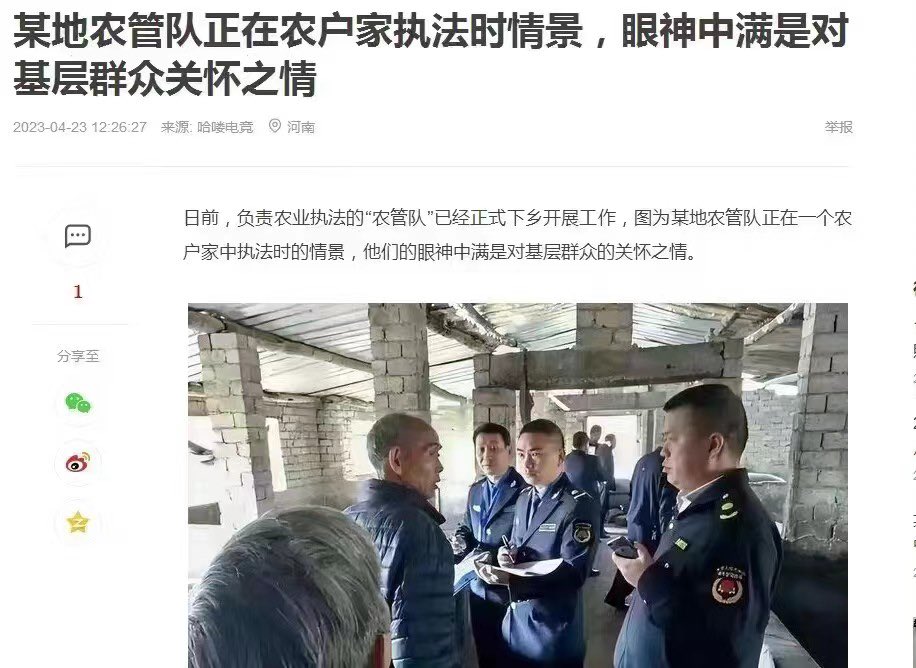 某地农管队正在农户家执法时情景，眼神中满是对
基层群众关怀之情
2023-04-23 12:26:27 来源: 哈喽电竞 河南
举报
日前，负责农业执法的“农管队”已经正式下乡开展工作，图为某地农管队正在一个农
户家中执法时的情景，他们的眼神中满是对基层群众的关怀之情。
1
分享至